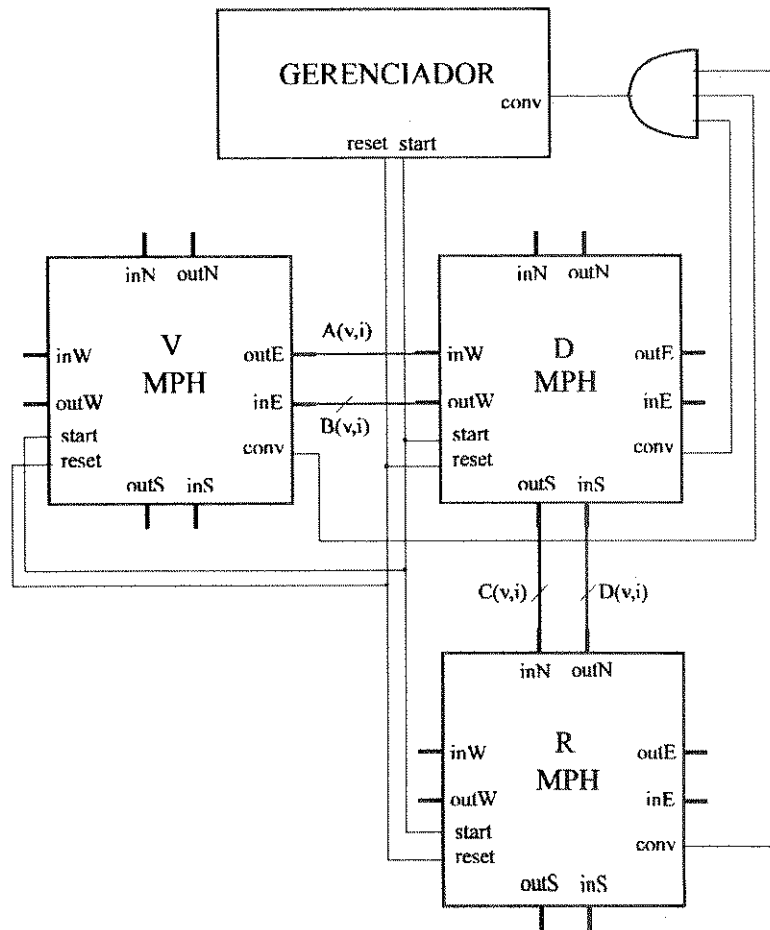 GERENCIADOR
conv
reset start
inN outN
V
MPH
inW
outE
outW
inE
start
reset
conv
outS inS
A(v,i)
B(v,i)
inN outN
D
MPH
inW
outE
outW
inE
start
reset
conv
outS inS
C(v,i)
D(v,i)
inN outN
R
MPH
inW
outE
outW
inE
start
reset
conv
outS inS